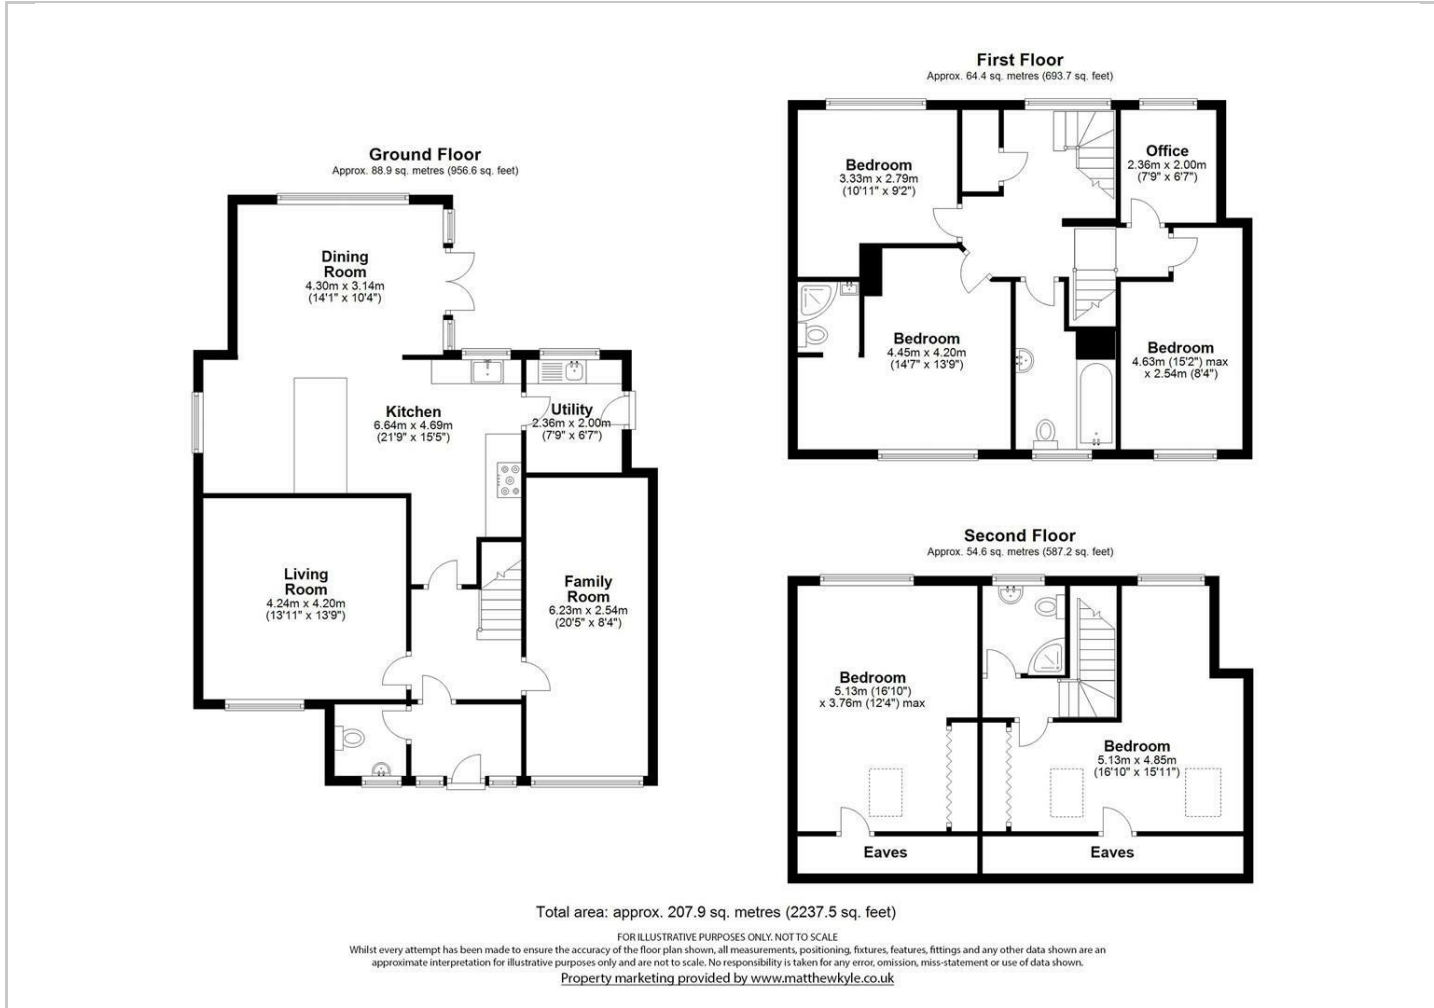 Ground Floor
Approx. 88.9 sq. metres (956.6 sq. feet)
Dining
Room
4.30m x 3.14m
(14'1" x 10'4")
Kitchen
6.64m x 4.69m
(21'9" x 15'5")
Utility
2.36m x 2.00m
(7'9" x 6'7")
Living
Room
4.24m x 4.20m
(13'11" x 13'9")
Family
Room
6.23m x 2.54m
(20'5" x 8'4")
First Floor
Approx. 64.4 sq. metres (693.7 sq. feet)
Bedroom
3.33m x 2.79m
(10'11" x 9'2")
Office
2.36m x 2.00m
(7'9" x 6'7")
Bedroom
4.45m x 4.20m
(14'7" x 13'9")
Bedroom
4.63m (15'2") max
x 2.54m (8'4")
Second Floor
Approx. 54.6 sq. metres (587.2 sq. feet)
Bedroom
5.13m (16'10")
x 3.76m (12'4") max
Bedroom
5.13m x 4.85m
(16'10" x 15'11")
Eaves
Eaves
Total area: approx. 207.9 sq. metres (2237.5 sq. feet)
FOR ILLUSTRATIVE PURPOSES ONLY. NOT TO SCALE
Whilst every attempt has been made to ensure the accuracy of the floor plan shown, all measurements, positioning, fixtures, features, fittings and any other data shown are an
approximate interpretation for illustrative purposes only and are not to scale. No responsibility is taken for any error, omission, miss-statement or use of data shown.
Property marketing provided by www.matthewkyle.co.uk